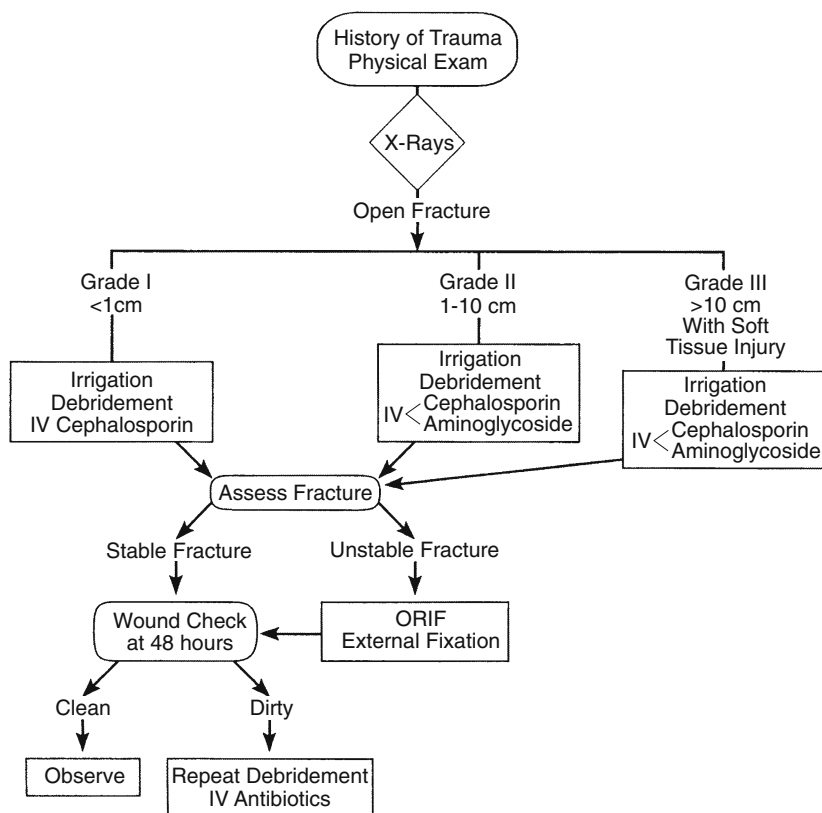 History of Trauma
Physical Exam
X-Rays
Open Fracture
Grade I
<1cm
Grade II
1-10 cm
Grade III
>10 cm
With Soft
Tissue Injury
Irrigation
Debridement
IV Cephalosporin
Irrigation
Debridement
IV < Cephalosporin
Aminoglycoside
Irrigation
Debridement
IV < Cephalosporin
Aminoglycoside
Assess Fracture
Stable Fracture
Unstable Fracture
Wound Check
at 48 hours
ORIF
External Fixation
Clean
Dirty
Observe
Repeat Debridement
IV Antibiotics